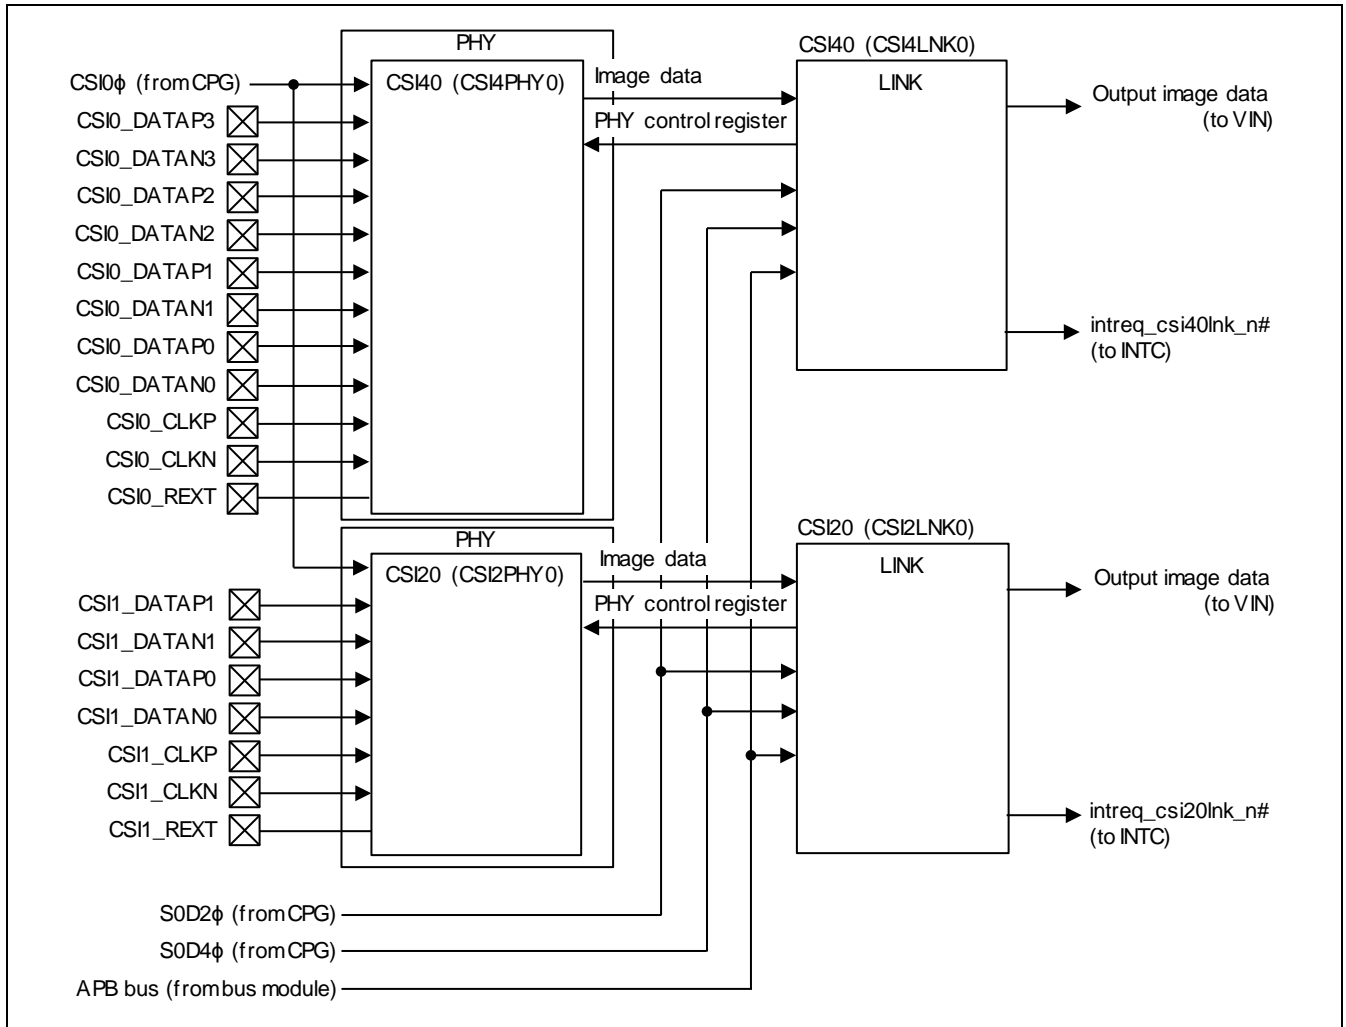 PHY
CSI40 (CSI4LNK0)
CSI0ϕ (from CPG)
CSI40 (CSI4PHY0)
Image data
LINK
Output image data
(to VIN)
CSI0_DATAP3
PHY control register
CSI0_DATAN3
CSI0_DATAP2
CSI0_DATAN2
CSI0_DATAP1
CSI0_DATAN1
intreq_csi40lnk_n#
(to INTC)
CSI0_DATAP0
CSI0_DATAN0
CSI0_CLKP
CSI0_CLKN
CSI0_REXT
PHY
CSI20 (CSI2LNK0)
CSI20 (CSI2PHY0)
Image data
LINK
Output image data
(to VIN)
CSI1_DATAP1
PHY control register
CSI1_DATAN1
CSI1_DATAP0
CSI1_DATAN0
CSI1_CLKP
CSI1_CLKN
CSI1_REXT
intreq_csi20lnk_n#
(to INTC)
S0D2ϕ (from CPG)
S0D4ϕ (from CPG)
APB bus (from bus module)